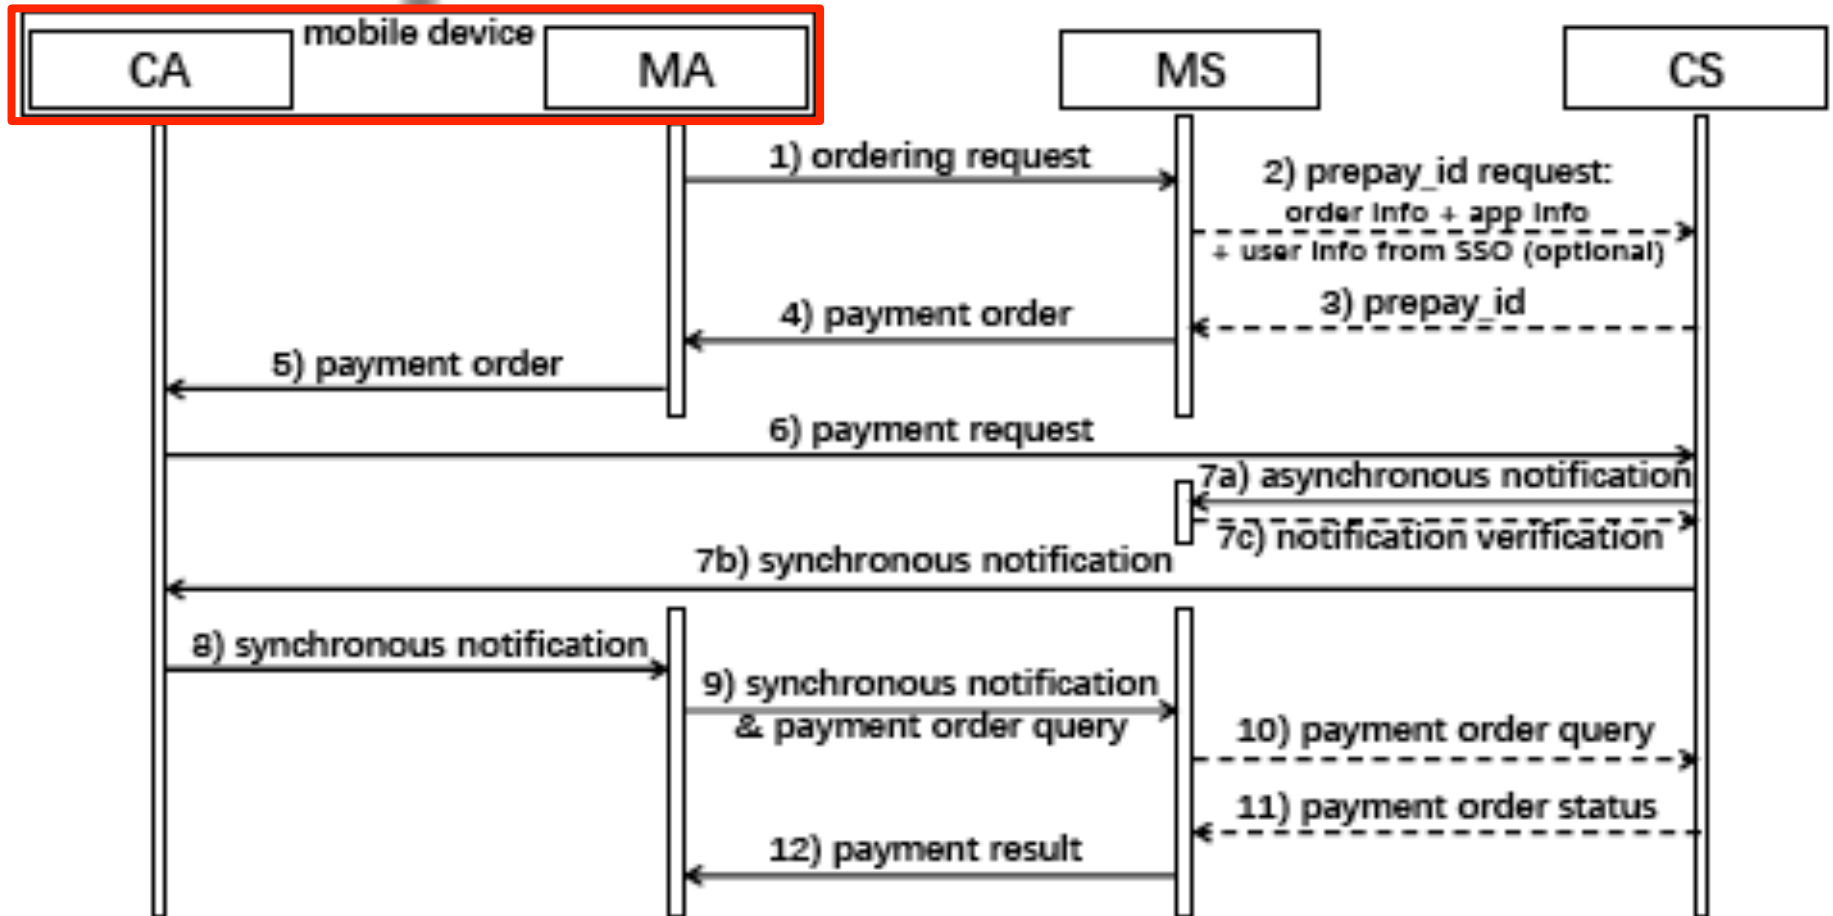 mobile device
CA
MA
MS
CS
1) ordering request
2) prepay_id request:
order info + app info
+ user info from SSO (optional)
3) prepay_id
4) payment order
5) payment order
6) payment request
7a) asynchronous notification
7c) notification verification
7b) synchronous notification
8) synchronous notification
9) synchronous notification
& payment order query
10) payment order query
11) payment order status
12) payment result